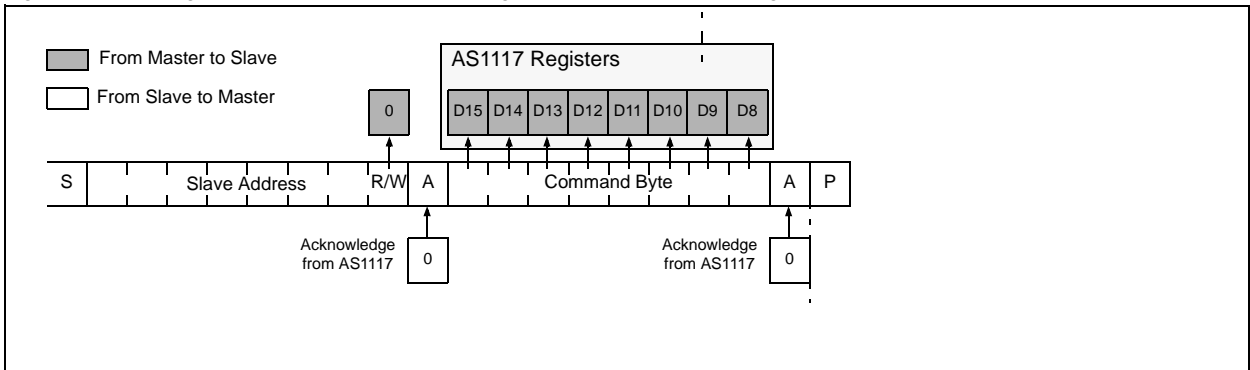 From Master to Slave
From Slave to Master
AS1117 Registers
0
D15 D14 D13 D12 D11 D10 D9 D8
S Slave Address R/W A Command Byte A P
Acknowledge
from AS1117
0
Acknowledge
from AS1117
0